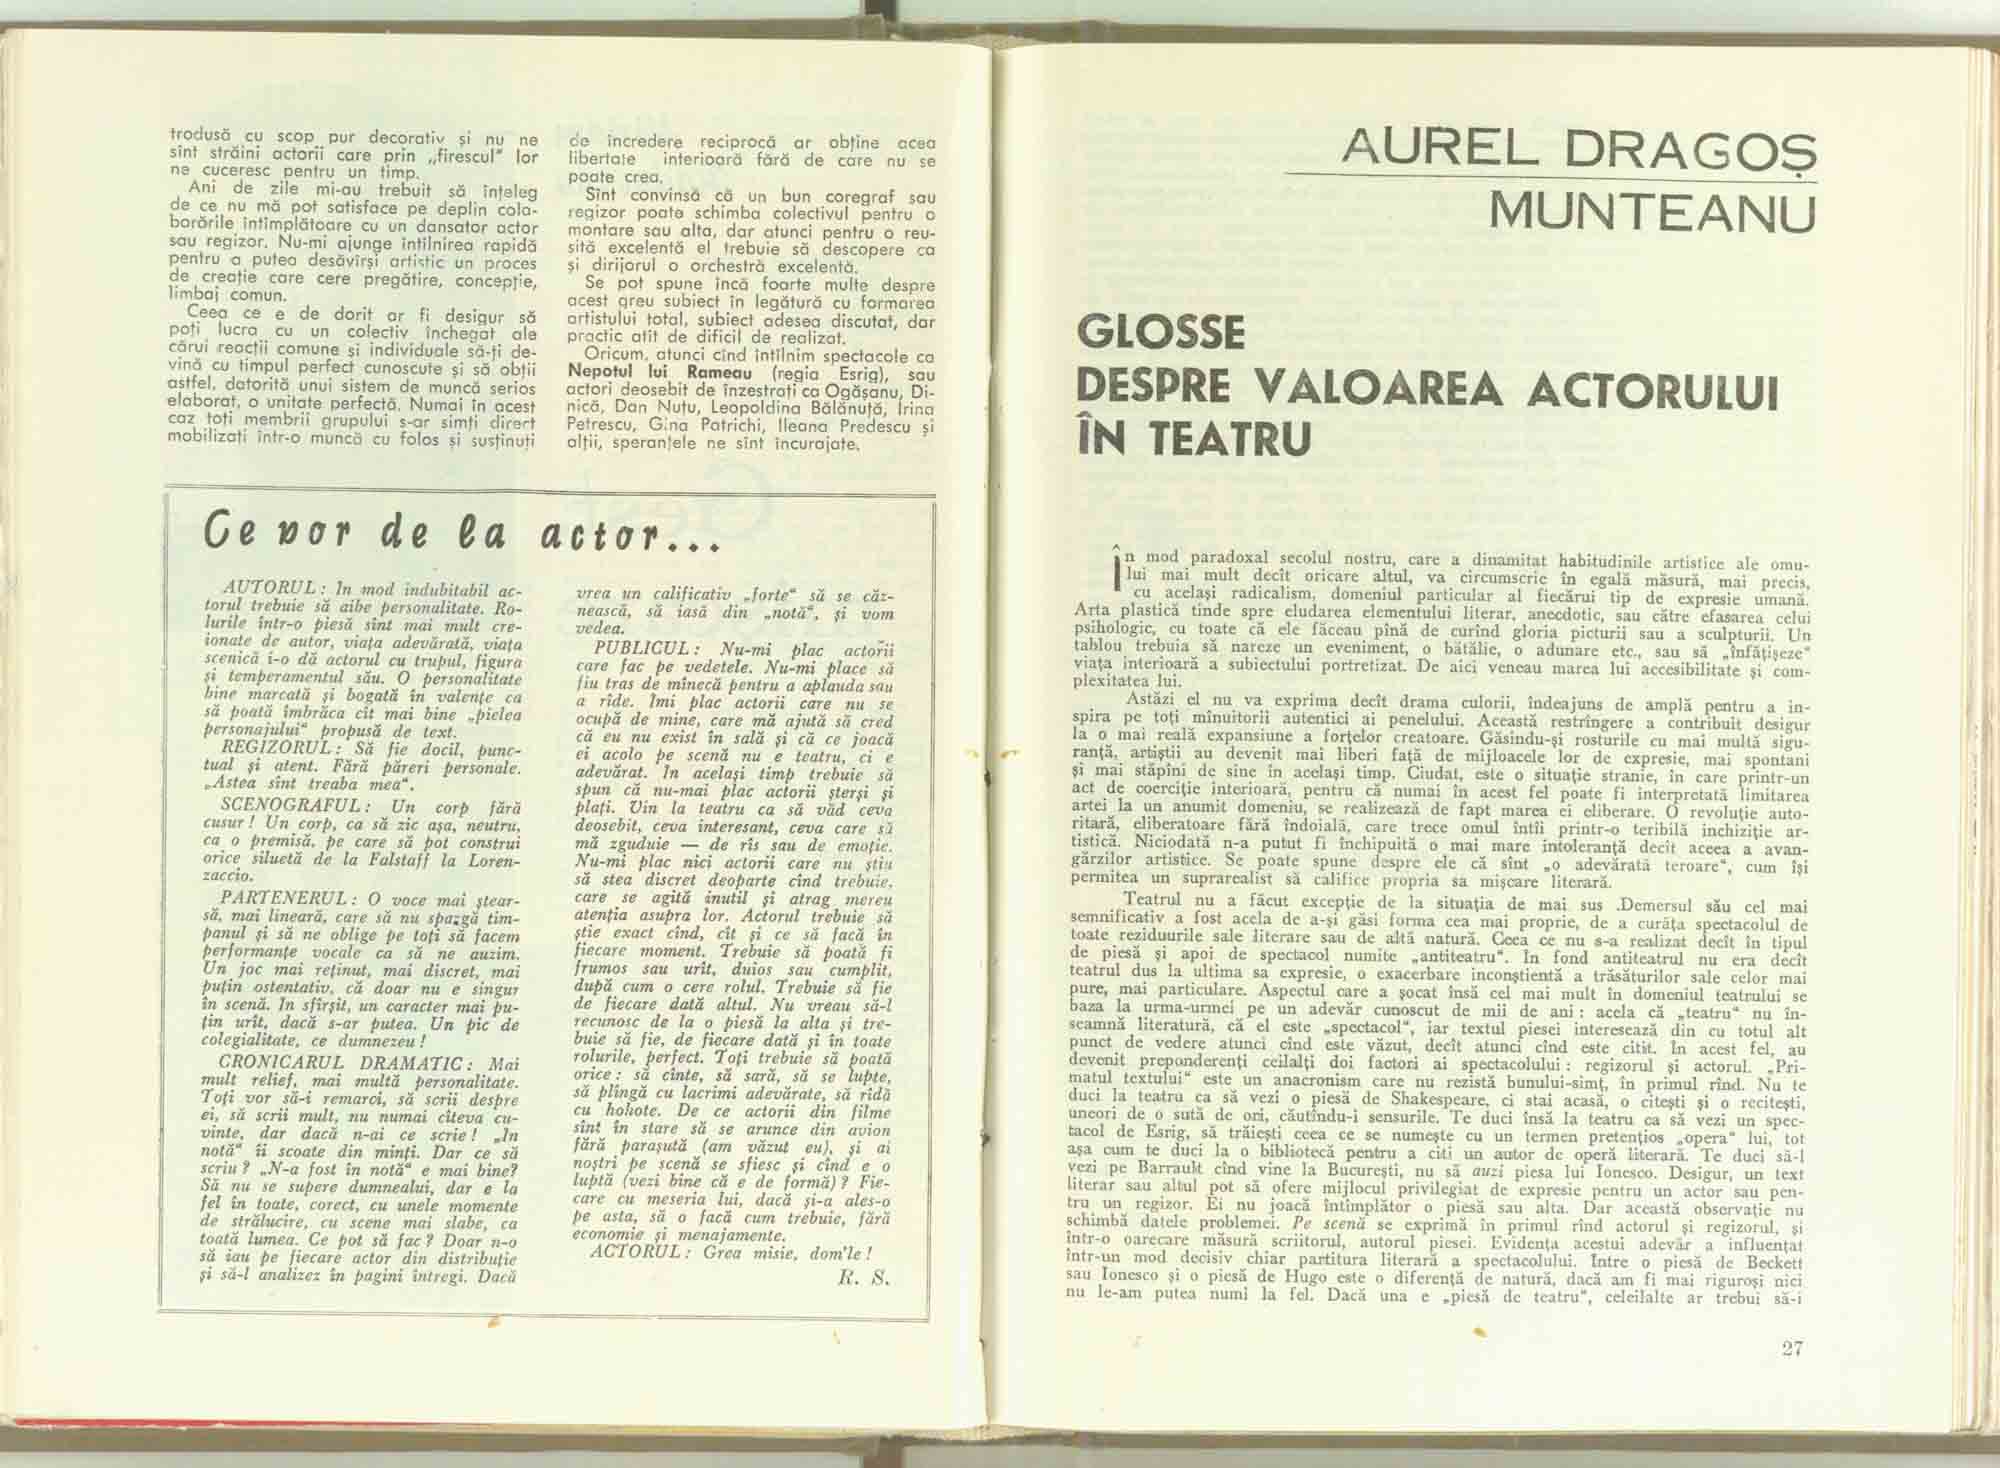 trodusă cu scop pur decorativ și nu ne
sînt străini actorii care prin „firescul" lor
ne cuceresc pentru un timp.
Ani de zile mi-au trebuit să înțeleg
de ce nu mă pot satisface pe deplin cola-
borările întîmplătoare cu un dansator actor
sau regizor. Nu-mi ajunge întîlnirea rapidă
pentru a putea desăvîrși artistic un proces
de creație care cere pregătire, concepție,
limbaj comun.
Ceea ce e de dorit ar fi desigur să
poți lucra cu un colectiv închegat ale
cărui reacții comune și individuale să-ți de-
vină cu timpul perfect cunoscute și să obții
astfel, datorită unui sistem de muncă serios
elaborat, o unitate perfectă. Numai în acest
caz toți membrii grupului s-ar simți direct
mobilizați într-o muncă cu folos și susținuți
de incredere reciprocă ar obține acea
libertate interioară fără de care nu se
poate crea.
Sînt convinsă că un bun coregraf sau
regizor poate schimba colectivul pentru o
montare sau alta, dar atunci pentru o reu-
șită excelentă el trebuie să descopere ca
și dirijorul o orchestră excelentă.
Se pot spune încă foarte multe despre
acest greu subiect în legătură cu formarea
artistului total, subiect adesea discutat, dar
practic atît de dificil de realizat.
Oricum, atunci cînd întîlnim spectacole ca
Nepotul lui Rameau (regia Esrig), sau
actori deosebit de înzestrați ca Ogășanu, Di-
nică, Dan Nuțu, Leopoldina Bălănuță, Irina
Petrescu, Gina Patrichi, Ileana Predescu și
alții, speranțele ne sînt încurajate.
Ce vor de la actor...
AUTORUL: In mod indubitabil ac-
torul trebuie să aibe personalitate. Ro-
lurile într-o piesă sînt mai mult cre-
ionate de autor, viața adevărată, viața
scenică i-o dă actorul cu trupul, figura
și temperamentul său. O personalitate
bine marcată și bogată în valențe ca
să poată îmbrăca cît mai bine „pielea
personajului" propusă de text.
REGIZORUL: Să fie docil, punc-
tual și atent. Fără păreri personale.
„Astea sînt treaba mea".
SCENOGRAFUL: Un corp fără
cusur! Un corp, ca să zic așa, neutru,
ca o premisă, pe care să pot construi
orice siluetă de la Falstaff la Loren-
zaccio.
PARTENERUL: O voce mai ștear-
să, mai lineară, care să nu spargă tim-
panul și să ne oblige pe toți să facem
performanțe vocale ca să ne auzim.
Un joc mai reținut, mai discret, mai
puțin ostentativ, că doar nu e singur
în scenă. In sfîrșit, un caracter mai pu-
țin urît, dacă s-ar putea. Un pic de
colegialitate, ce dumnezeu!
CRONICARUL DRAMATIC: Mai
mult relief, mai multă personalitate.
Toți vor să-i remarci, să scrii despre
ei, să scrii mult, nu numai cîteva cu-
vinte, dar dacă n-ai ce scrie! „In
notă" îi scoate din minți. Dar ce să
scriu? „N-a fost în notă" e mai bine?
Să nu se supere dumnealui, dar e la
fel în toate, corect, cu unele momente
de strălucire, cu scene mai slabe, ca
toată lumea. Ce pot să fac? Doar n-o
să iau pe fiecare actor din distribuție
și să-l analizez în pagini întregi. Dacă
vrea un calificativ „forte" să se căz-
nească, să iasă din „notă", și vom
vedea.
PUBLICUL: Nu-mi plac actorii
care fac pe vedetele. Nu-mi place să
fiu tras de mînecă pentru a aplauda sau
a rîde. Imi plac actorii care nu se
ocupă de mine, care mă ajută să cred
că eu nu exist în sală și că ce joacă
ei acolo pe scenă nu e teatru, ci e
adevărat. In același timp trebuie să
spun că nu-mai plac actorii șterși și
plați. Vin la teatru ca să văd ceva
deosebit, ceva interesant, ceva care să
mă zguduie — de rîs sau de emoție.
Nu-mi plac nici actorii care nu știu
să stea discret deoparte cînd trebuie,
care se agită inutil și atrag mereu
atenția asupra lor. Actorul trebuie să
știe exact cînd, cît și ce să facă în
fiecare moment. Trebuie să poată fi
frumos sau urît, duios sau cumplit,
după cum o cere rolul. Trebuie să fie
de fiecare dată altul. Nu vreau să-l
recunosc de la o piesă la alta și tre-
buie să fie, de fiecare dată și în toate
rolurile, perfect. Toți trebuie să poată
orice: să cînte, să sară, să se lupte,
să plîngă cu lacrimi adevărate, să rîdă
cu hohote. De ce actorii din filme
sînt în stare să se arunce din avion
fără parașută (am văzut eu), și ai
noștri pe scenă se sfiesc și cînd e o
luptă (vezi bine că e de formă)? Fie-
care cu meseria lui, dacă și-a ales-o
pe asta, să o facă cum trebuie, fără
economie și menajamente.
ACTORUL: Grea misie, dom'le!
R. S.
AUREL DRAGOȘ
MUNTEANU
GLOSSE
DESPRE VALOAREA ACTORULUI
ÎN TEATRU
În mod paradoxal secolul nostru, care a dinamitat habitudinile artistice ale omu-
lui mai mult decît oricare altul, va circumscrie în egală măsură, mai precis,
cu același radicalism, domeniul particular al fiecărui tip de expresie umană.
Arta plastică tinde spre eludarea elementului literar, anecdotic, sau către efasarea celui
psihologic, cu toate că ele făceau pînă de curînd gloria picturii sau a sculpturii. Un
tablou trebuia să nareze un eveniment, o bătălie, o adunare etc., sau să „înfățișeze"
viața interioară a subiectului portretizat. De aici veneau marea lui accesibilitate și com-
plexitatea lui.
Astăzi el nu va exprima decît drama culorii, îndeajuns de amplă pentru a in-
spira pe toți mînuitorii autentici ai penelului. Această restrîngere a contribuit desigur
la o mai reală expansiune a forțelor creatoare. Găsindu-și rosturile cu mai multă sigu-
ranță, artiștii au devenit mai liberi față de mijloacele lor de expresie, mai spontani
și mai stăpîni de sine în același timp. Ciudat, este o situație stranie, în care printr-un
act de coerciție interioară, pentru că numai în acest fel poate fi interpretată limitarea
artei la un anumit domeniu, se realizează de fapt marea ei eliberare. O revoluție auto-
ritară, eliberatoare fără îndoială, care trece omul întîi printr-o teribilă inchiziție ar-
tistică. Niciodată n-a putut fi închipuită o mai mare intoleranță decît aceea a avan-
gărzilor artistice. Se poate spune despre ele că sînt „o adevărată teroare", cum își
permitea un suprarealist să califice propria sa mișcare literară.
Teatrul nu a făcut excepție de la situația de mai sus .Demersul său cel mai
semnificativ a fost acela de a-și găsi forma cea mai proprie, de a curăța spectacolul de
toate reziduurile sale literare sau de altă natură. Ceea ce nu s-a realizat decît în tipul
de piesă și apoi de spectacol numite „antiteatru". In fond antiteatrul nu era decît
teatrul dus la ultima sa expresie, o exacerbare inconștientă a trăsăturilor sale celor mai
pure, mai particulare. Aspectul care a șocat însă cel mai mult în domeniul teatrului se
baza la urma-urmei pe un adevăr cunoscut de mii de ani: acela că „teatru" nu în-
seamnă literatură, că el este „spectacol", iar textul piesei interesează din cu totul alt
punct de vedere atunci cînd este văzut, decît atunci cînd este citit. In acest fel, au
devenit preponderenți ceilalți doi factori ai spectacolului: regizorul și actorul. „Pri-
matul textului" este un anacronism care nu rezistă bunului-simț, în primul rînd. Nu te
duci la teatru ca să vezi o piesă de Shakespeare, ci stai acasă, o citești și o recitești,
uneori de o sută de ori, căutîndu-i sensurile. Te duci însă la teatru ca să vezi un spec-
tacol de Esrig, să trăiești ceea ce se numește cu un termen pretențios „opera" lui, tot
așa cum te duci la o bibliotecă pentru a citi un autor de operă literară. Te duci să-l
vezi pe Barrault cînd vine la București, nu să auzi piesa lui Ionesco. Desigur, un text
literar sau altul pot să ofere mijlocul privilegiat de expresie pentru un actor sau pen-
tru un regizor. Ei nu joacă întîmplător o piesă sau alta. Dar această observație nu
schimbă datele problemei. Pe scenă se exprimă în primul rînd actorul și regizorul, și
într-o oarecare măsură scriitorul, autorul piesei. Evidența acestui adevăr a influențat
într-un mod decisiv chiar partitura literară a spectacolului. Intre o piesă de Beckett
sau Ionesco și o piesă de Hugo este o diferență de natură, dacă am fi mai riguroși nici
nu le-am putea numi la fel. Dacă una e „piesă de teatru", celeilalte ar trebui să-i
27